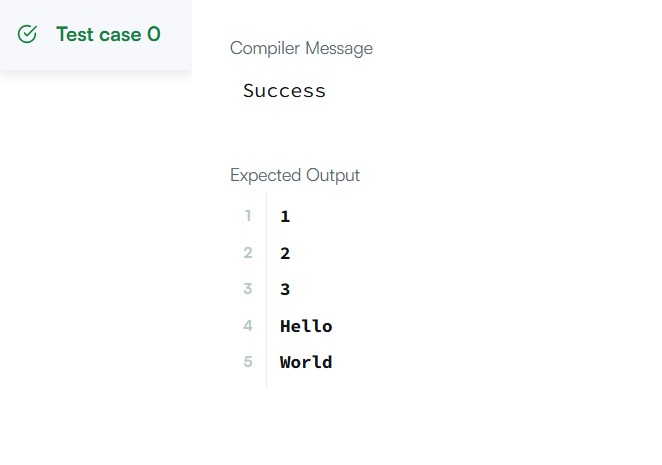 Test case 0
Compiler Message
Success
Expected Output
1 1
2 2
3 3
4 Hello
5 World